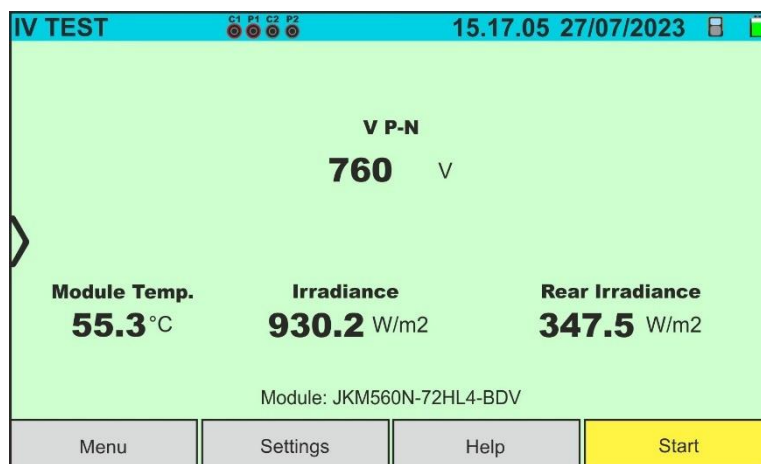 IV TEST C1 P1 C2 P2 15.17.05 27/07/2023
V P-N
760 V
Module Temp. Irradiance Rear Irradiance
55.3°C 930.2 W/m2 347.5 W/m2
Module: JKM560N-72HL4-BDV
Menu Settings Help Start